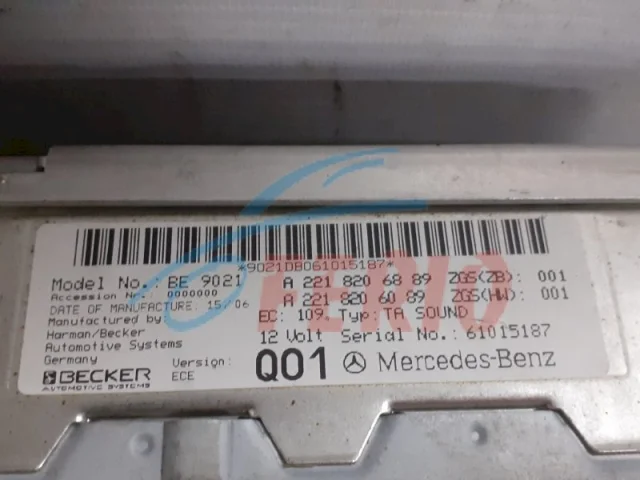 *9021DB061015187*
Model No.: BE 9021
Accession Nr.: 0000000
DATE OF MANUFACTURE: 15/06
Manufactured by:
Harman/Becker
Automotive Systems
Germany
Version:
ECE
BECKER
AUTOMOTIVE SYSTEMS
A 221 820 68 89 ZGS(ZB): 001
A 221 820 60 89 ZGS(HW): 001
EC: 109 Typ: TA SOUND
12 Volt Serial No.: 61015187
Q01 Mercedes-Benz
FERIO